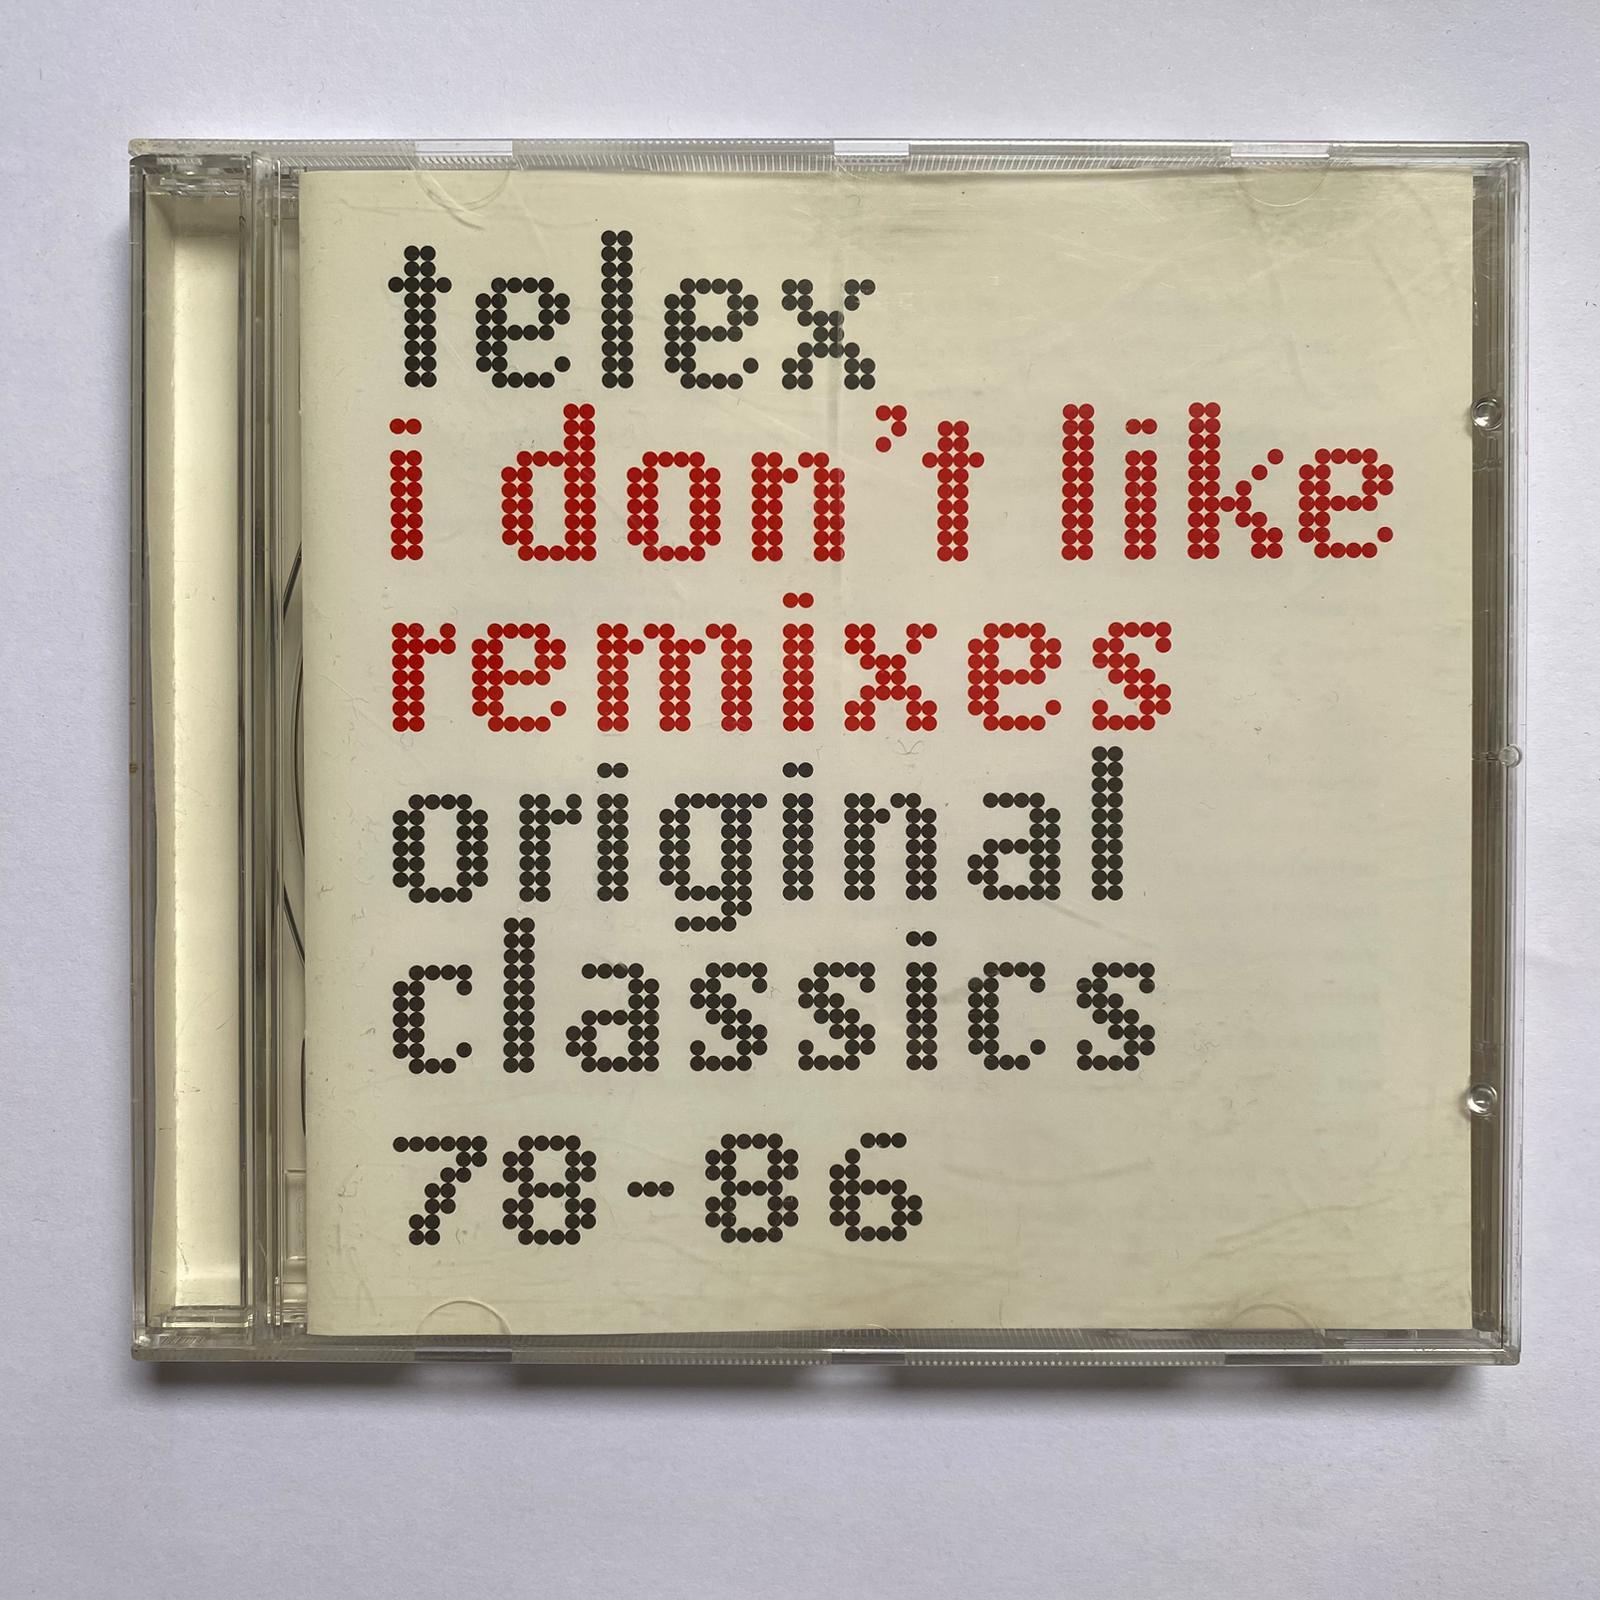 telex
i don't like
remixes
original
classics
78-86